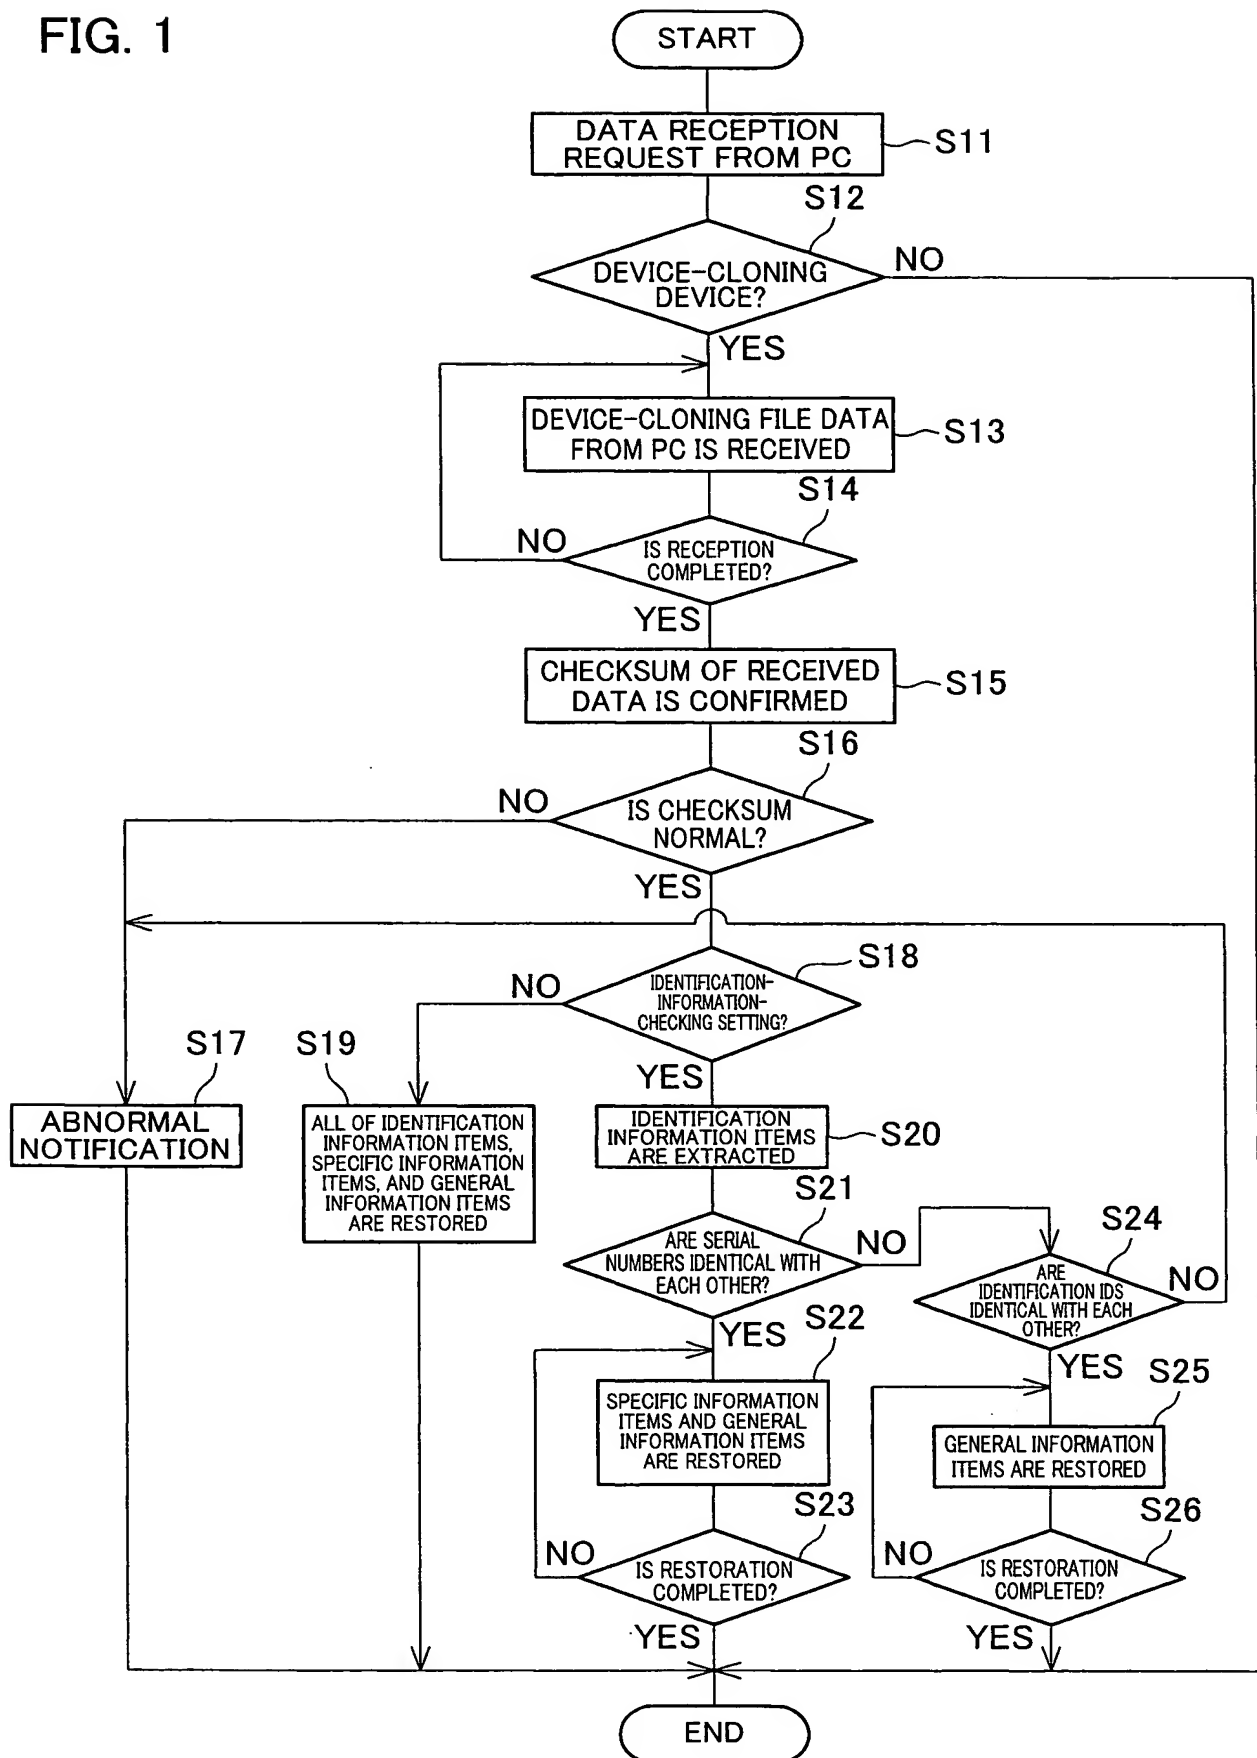 FIG. 1
START
DATA RECEPTION
REQUEST FROM PC
S11
S12
DEVICE-CLONING
DEVICE?
NO
YES
DEVICE-CLONING FILE DATA
FROM PC IS RECEIVED
S13
S14
NO
IS RECEPTION
COMPLETED?
YES
CHECKSUM OF RECEIVED
DATA IS CONFIRMED
S15
S16
NO
IS CHECKSUM
NORMAL?
YES
S18
NO
IDENTIFICATION-
INFORMATION-
CHECKING SETTING?
YES
S17
ABNORMAL
NOTIFICATION
S19
ALL OF IDENTIFICATION
INFORMATION ITEMS,
SPECIFIC INFORMATION
ITEMS, AND GENERAL
INFORMATION ITEMS
ARE RESTORED
IDENTIFICATION
INFORMATION ITEMS
ARE EXTRACTED
S20
S21
ARE SERIAL
NUMBERS IDENTICAL WITH
EACH OTHER?
NO
YES
S24
ARE
IDENTIFICATION IDS
IDENTICAL WITH EACH
OTHER?
NO
YES
S22
SPECIFIC INFORMATION
ITEMS AND GENERAL
INFORMATION ITEMS
ARE RESTORED
S25
GENERAL INFORMATION
ITEMS ARE RESTORED
S23
NO
IS RESTORATION
COMPLETED?
YES
S26
NO
IS RESTORATION
COMPLETED?
YES
END